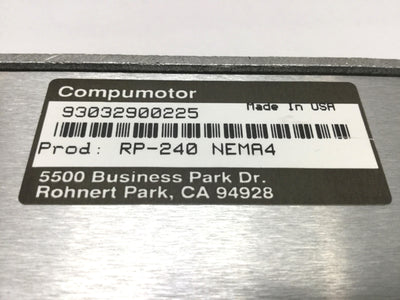 Compumotor
93032900225 Made In USA
Prod: RP-240 NEMA4
5500 Business Park Dr.
Rohnert Park, CA 94928